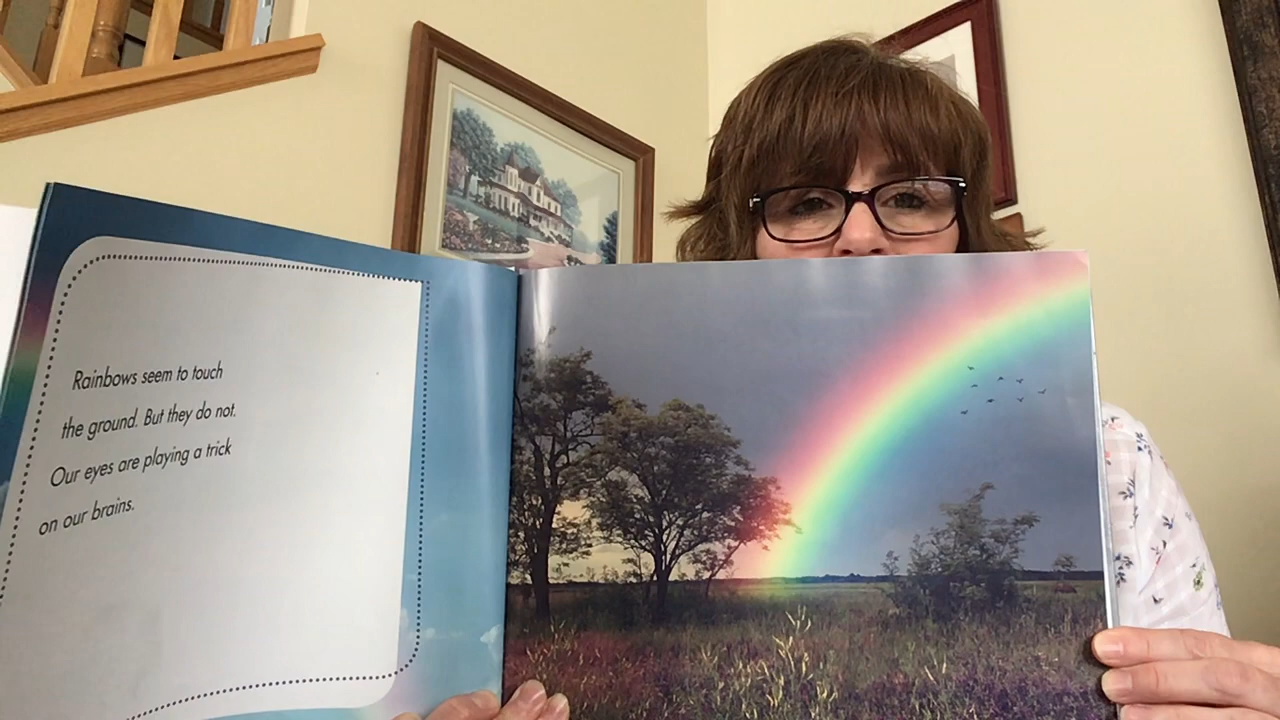 Rainbows seem to touch
the ground. But they do not.
Our eyes are playing a trick
on our brains.